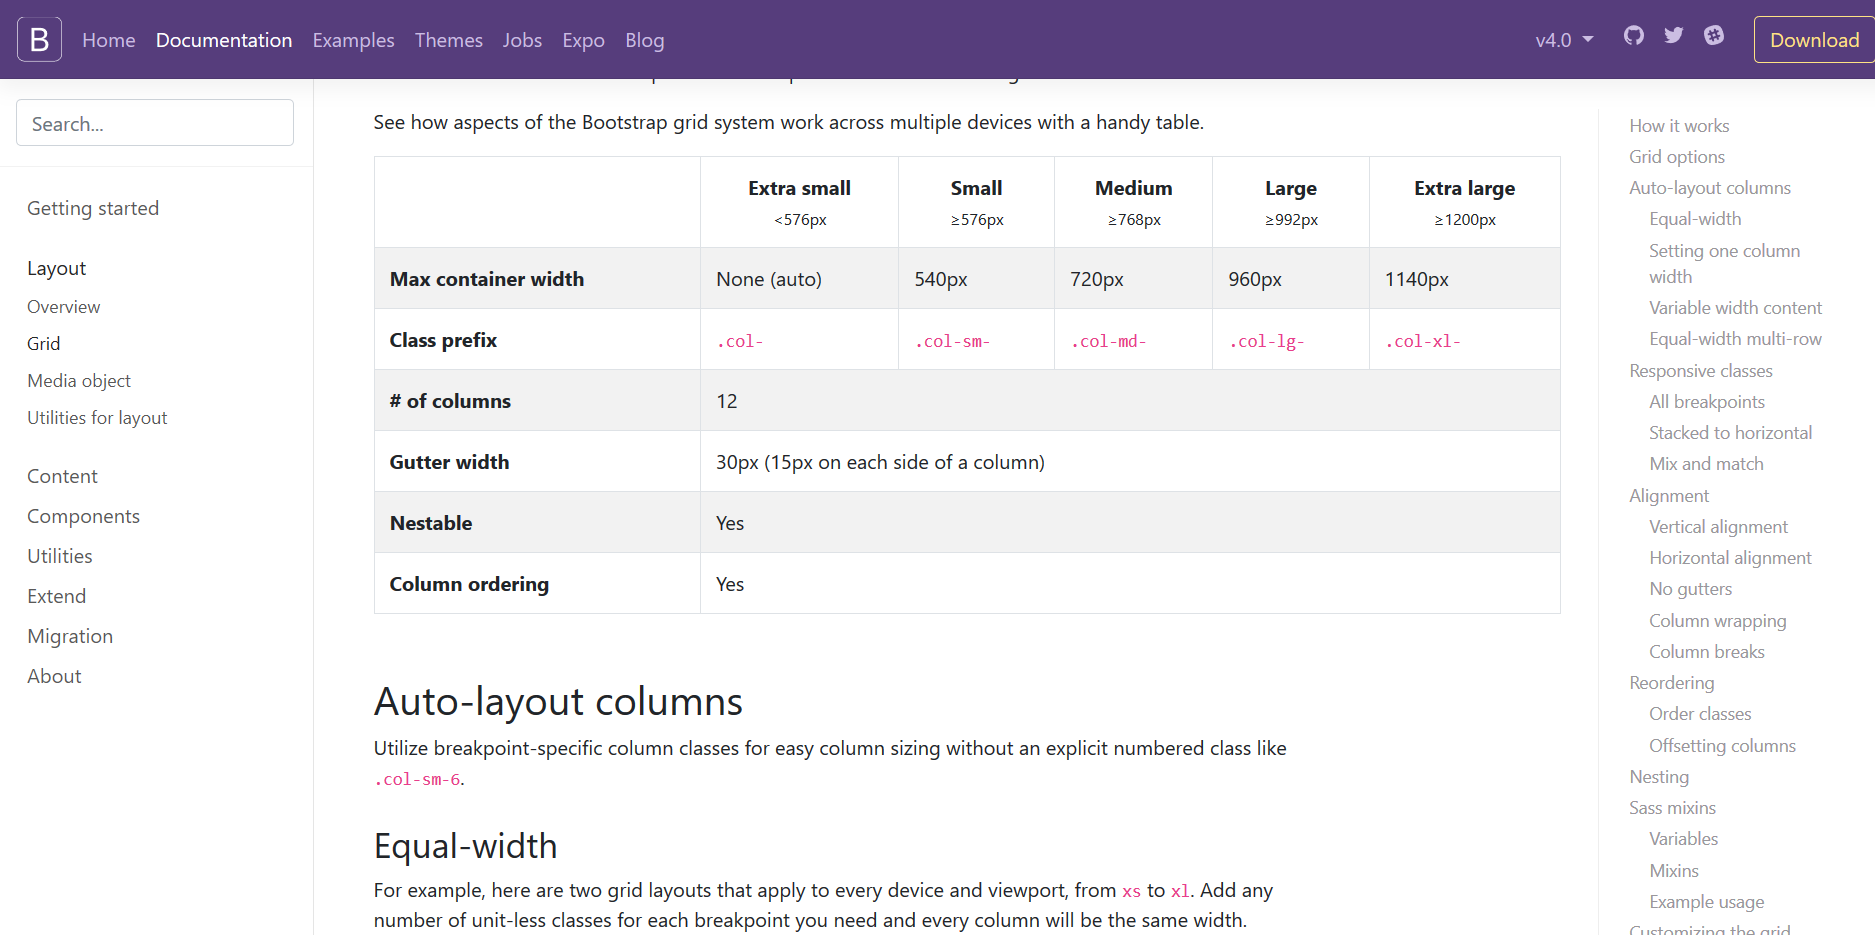 B Home Documentation Examples Themes Jobs Expo Blog v4.0 Download
Search...
Getting started
Layout
Overview
Grid
Media object
Utilities for layout
Content
Components
Utilities
Extend
Migration
About
See how aspects of the Bootstrap grid system work across multiple devices with a handy table.
Extra small Small Medium Large Extra large
<576px ≥576px ≥768px ≥992px ≥1200px
Max container width None (auto) 540px 720px 960px 1140px
Class prefix .col- .col-sm- .col-md- .col-lg- .col-xl-
# of columns 12
Gutter width 30px (15px on each side of a column)
Nestable Yes
Column ordering Yes
Auto-layout columns
Utilize breakpoint-specific column classes for easy column sizing without an explicit numbered class like
.col-sm-6.
Equal-width
For example, here are two grid layouts that apply to every device and viewport, from xs to xl. Add any
number of unit-less classes for each breakpoint you need and every column will be the same width.
How it works
Grid options
Auto-layout columns
Equal-width
Setting one column
width
Variable width content
Equal-width multi-row
Responsive classes
All breakpoints
Stacked to horizontal
Mix and match
Alignment
Vertical alignment
Horizontal alignment
No gutters
Column wrapping
Column breaks
Reordering
Order classes
Offsetting columns
Nesting
Sass mixins
Variables
Mixins
Example usage
Customizing the grid